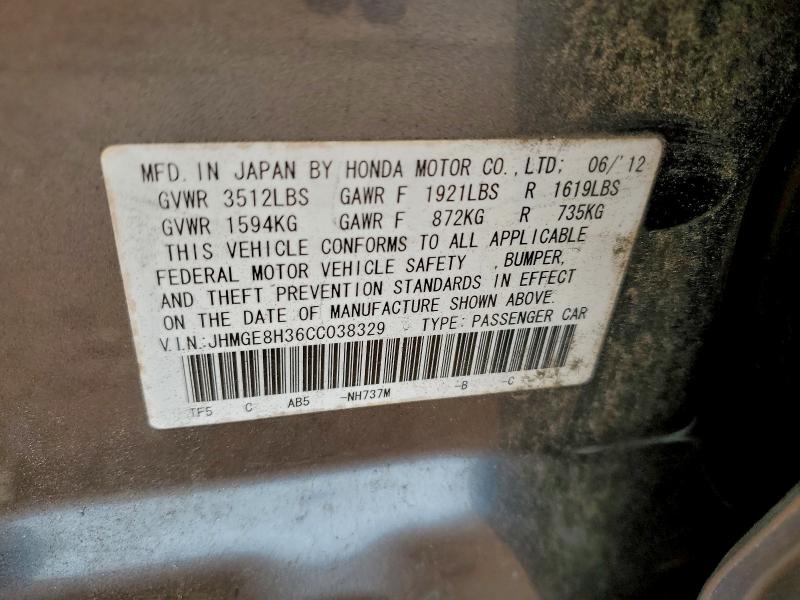 MFD. IN JAPAN BY HONDA MOTOR CO., LTD; 06/'12
GVWR 3512LBS GAWR F 1921LBS R 1619LBS
GVWR 1594KG GAWR F 872KG R 735KG
THIS VEHICLE CONFORMS TO ALL APPLICABLE
FEDERAL MOTOR VEHICLE SAFETY , BUMPER,
AND THEFT PREVENTION STANDARDS IN EFFECT
ON THE DATE OF MANUFACTURE SHOWN ABOVE.
V.I.N.:JHMGE8H36CC038329 TYPE: PASSENGER CAR
TF5 C AB5 -NH737M -B -C